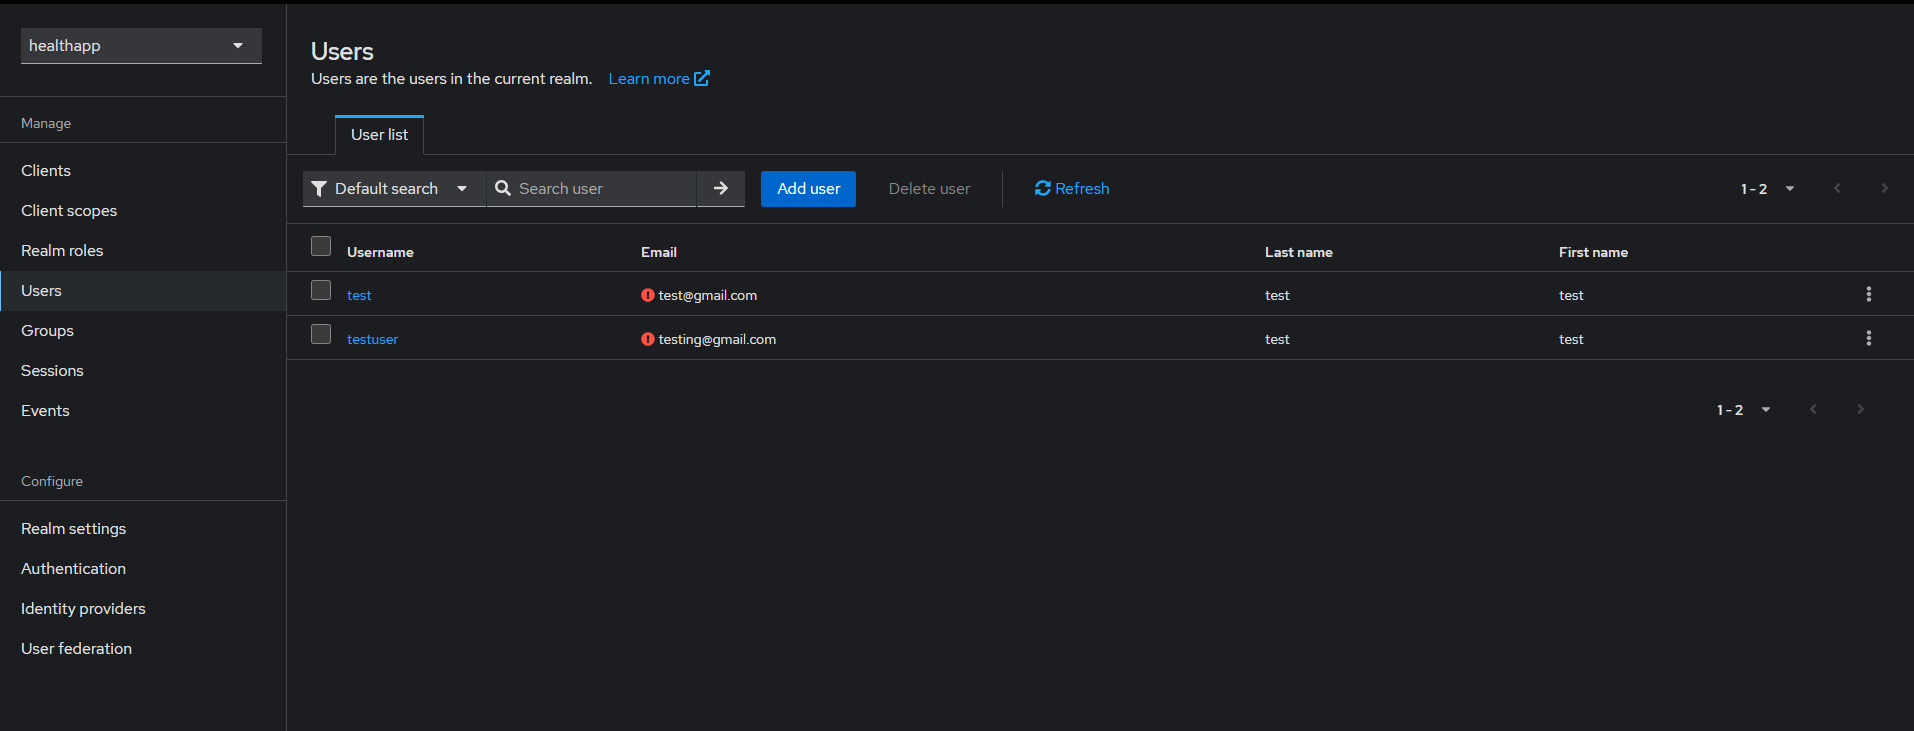 healthapp
Manage
Clients
Client scopes
Realm roles
Users
Groups
Sessions
Events
Configure
Realm settings
Authentication
Identity providers
User federation
Users
Users are the users in the current realm. Learn more
User list
Default search Search user Add user Delete user Refresh 1 - 2
Username Email Last name First name
test test@gmail.com test test
testuser testing@gmail.com test test
1 - 2